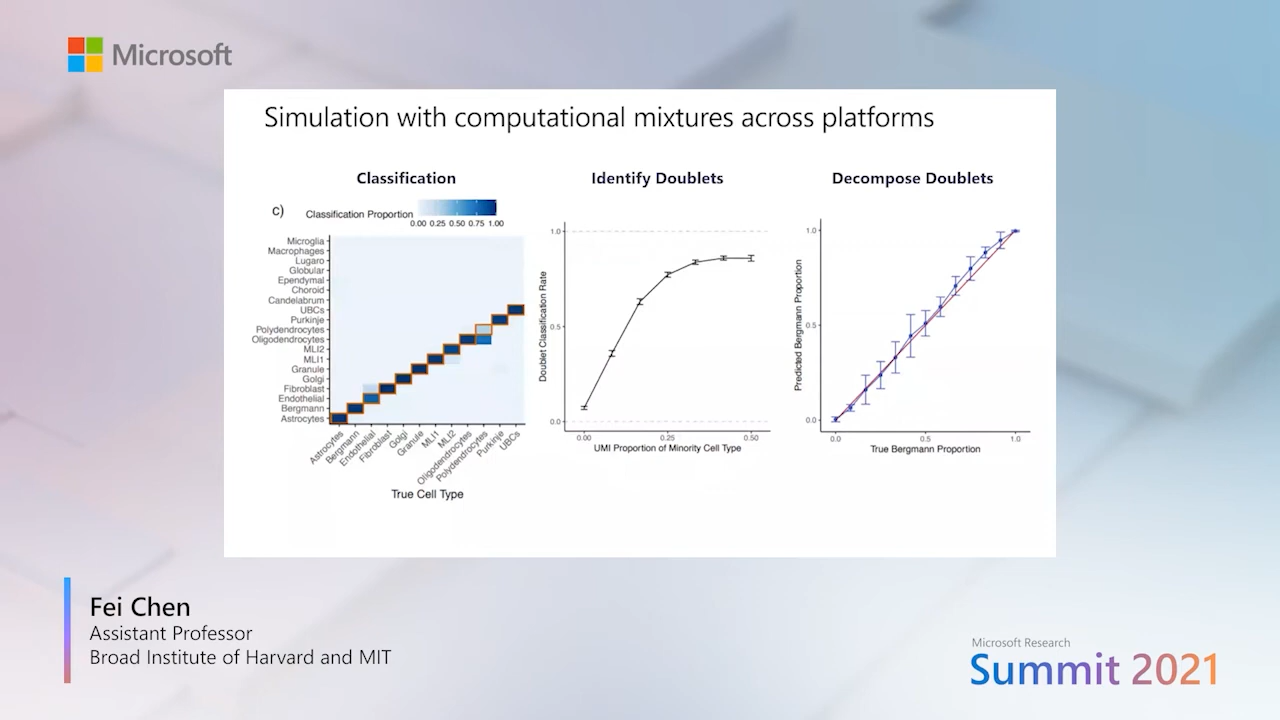 Microsoft
Simulation with computational mixtures across platforms
Classification
Identify Doublets
Decompose Doublets
c)
Classification Proportion
0.00 0.25 0.50 0.75 1.00
Microglia
Macrophages
Lugaro
Globular
Ependymal
Choroid
Candelabrum
UBCs
Purkinje
Polydendrocytes
Oligodendrocytes
MLI2
MLI1
Granule
Golgi
Fibroblast
Endothelial
Bergmann
Astrocytes
Astrocytes
Bergmann
Endothelial
Fibroblast
Golgi
Granule
MLI1
MLI2
Oligodendrocytes
Polydendrocytes
Purkinje
UBCs
True Cell Type
Doublet Classification Rate
1.0
0.5
0.0
0.00 0.25 0.50
UMI Proportion of Minority Cell Type
Predicted Bergmann Proportion
1.0
0.5
0.0
0.0 0.5 1.0
True Bergmann Proportion
Fei Chen
Assistant Professor
Broad Institute of Harvard and MIT
Microsoft Research
Summit 2021